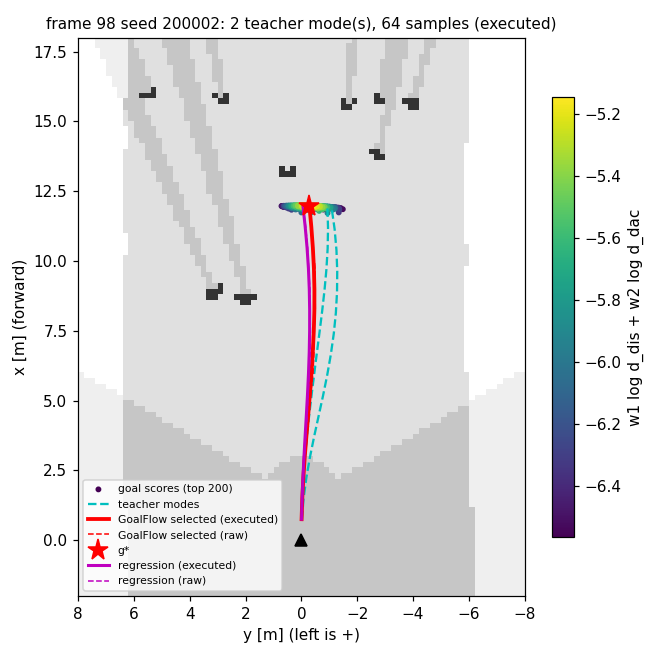 frame 98 seed 200002: 2 teacher mode(s), 64 samples (executed)
17.5
15.0
12.5
10.0
7.5
5.0
2.5
0.0
x [m] (forward)
8
6
4
2
0
−2
−4
−6
−8
y [m] (left is +)
goal scores (top 200)
teacher modes
GoalFlow selected (executed)
GoalFlow selected (raw)
g*
regression (executed)
regression (raw)
−5.2
−5.4
−5.6
−5.8
−6.0
−6.2
−6.4
w1 log d_dis + w2 log d_dac